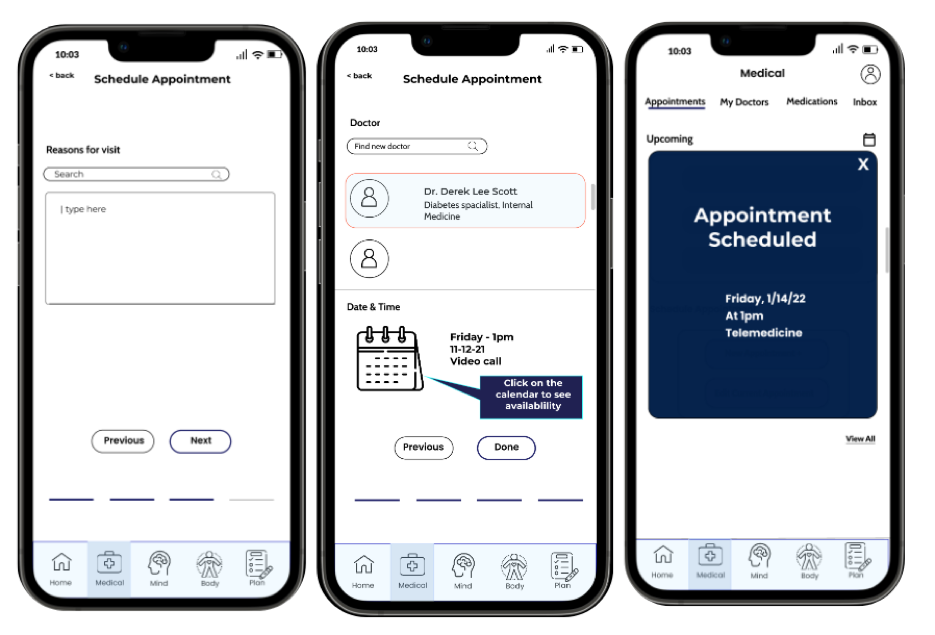 10:03
< back
Schedule Appointment
Reasons for visit
Search
| type here
Previous
Next
Home
Medical
Mind
Body
Plan
10:03
< back
Schedule Appointment
Doctor
Find new doctor
Dr. Derek Lee Scott
Diabetes spacialist, Internal
Medicine
Date & Time
Friday - 1pm
11-12-21
Video call
Click on the
calendar to see
availablility
Previous
Done
Home
Medical
Mind
Body
Plan
10:03
Medical
Appointments
My Doctors
Medications
Inbox
Upcoming
X
Appointment
Scheduled
Friday, 1/14/22
At 1pm
Telemedicine
View All
Home
Medical
Mind
Body
Plan